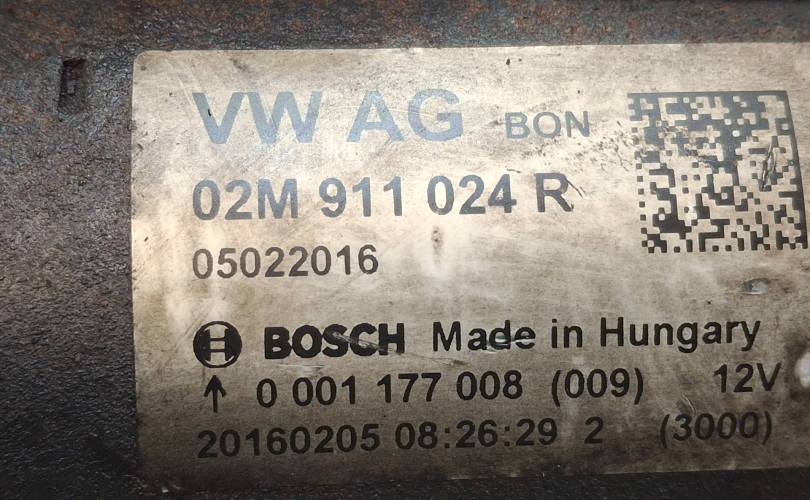 VW AG BON
02M 911 024 R
05022016
BOSCH Made in Hungary
↑ 0 001 177 008 (009) 12V
20160205 08:26:29 2 (3000)